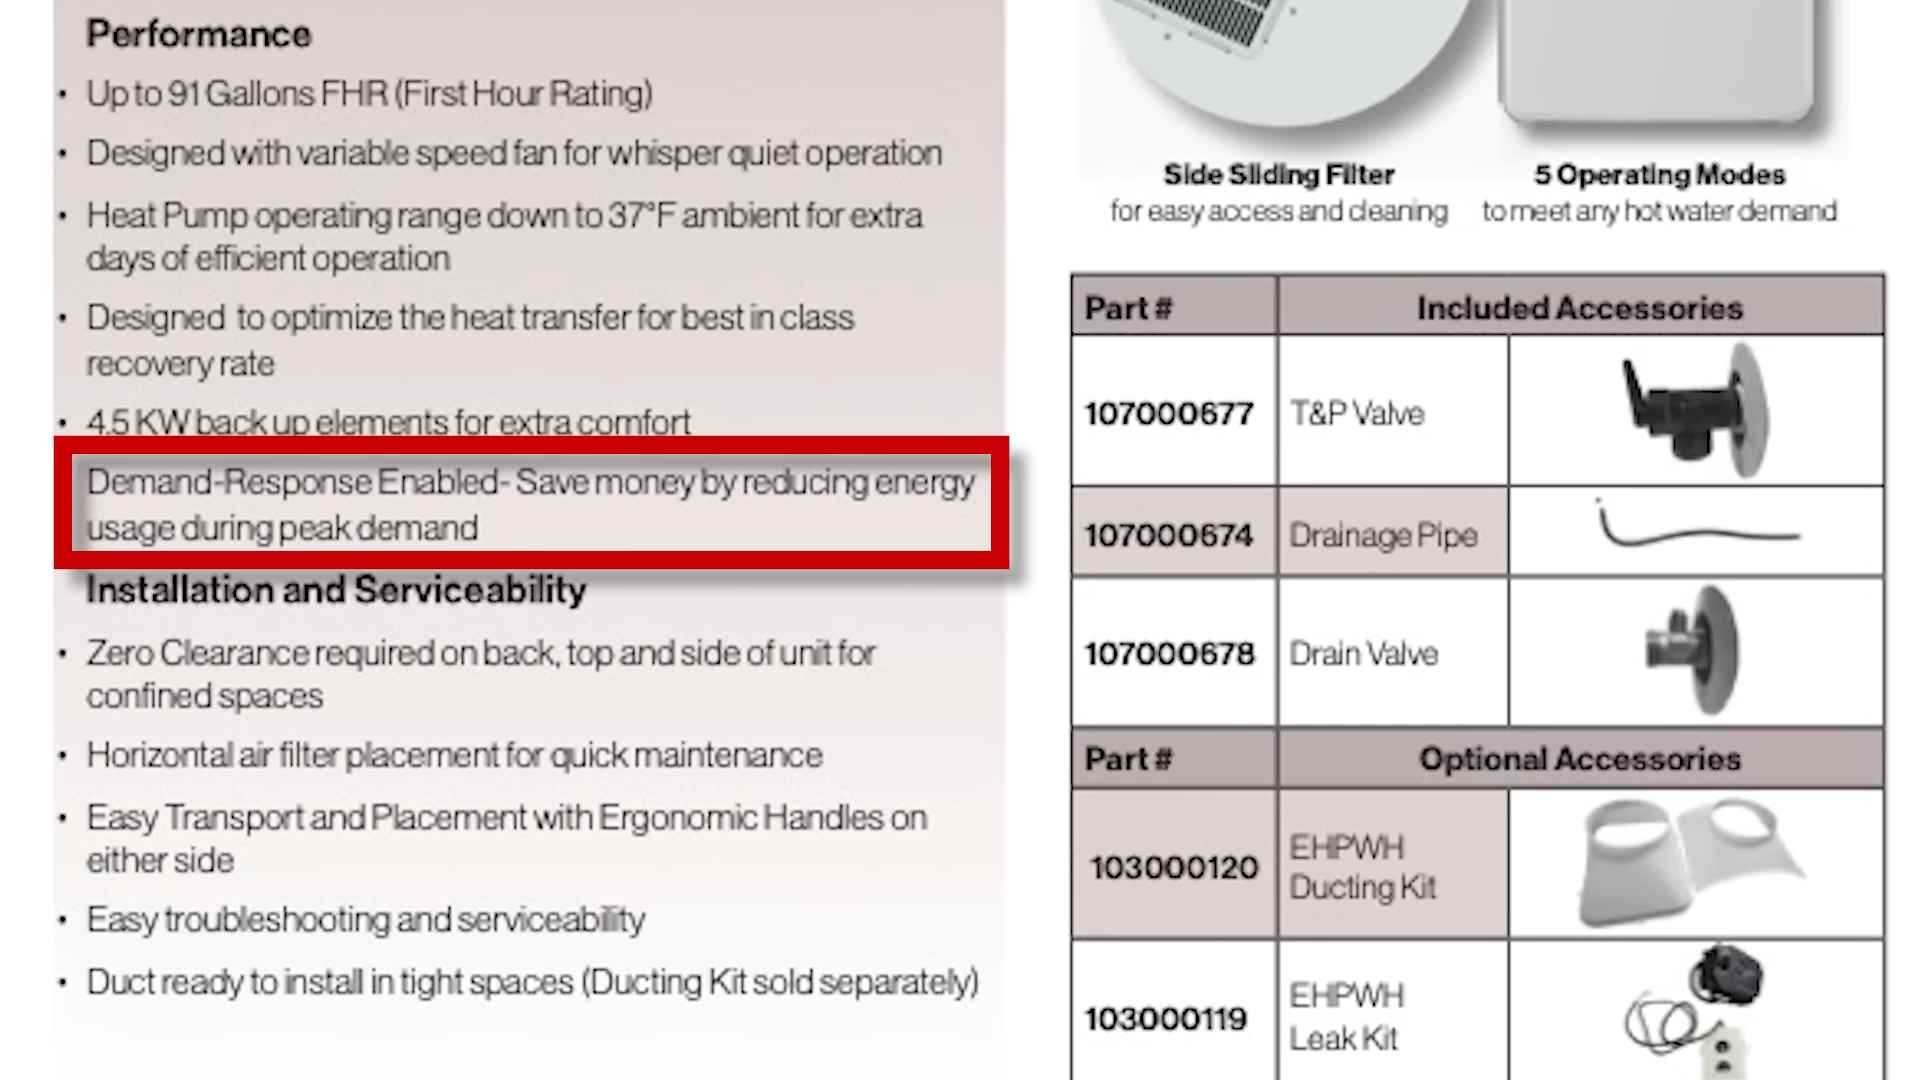 Performance
• Up to 91 Gallons FHR (First Hour Rating)
• Designed with variable speed fan for whisper quiet operation
• Heat Pump operating range down to 37°F ambient for extra
days of efficient operation
• Designed to optimize the heat transfer for best in class
recovery rate
• 4.5 KW back up elements for extra comfort
Demand-Response Enabled- Save money by reducing energy
usage during peak demand
Installation and Serviceability
• Zero Clearance required on back, top and side of unit for
confined spaces
• Horizontal air filter placement for quick maintenance
• Easy Transport and Placement with Ergonomic Handles on
either side
• Easy troubleshooting and serviceability
• Duct ready to install in tight spaces (Ducting Kit sold separately)
Side Sliding Filter
for easy access and cleaning
5 Operating Modes
to meet any hot water demand
Part # Included Accessories
107000677 T&P Valve
107000674 Drainage Pipe
107000678 Drain Valve
Part # Optional Accessories
103000120 EHPWH
Ducting Kit
103000119 EHPWH
Leak Kit